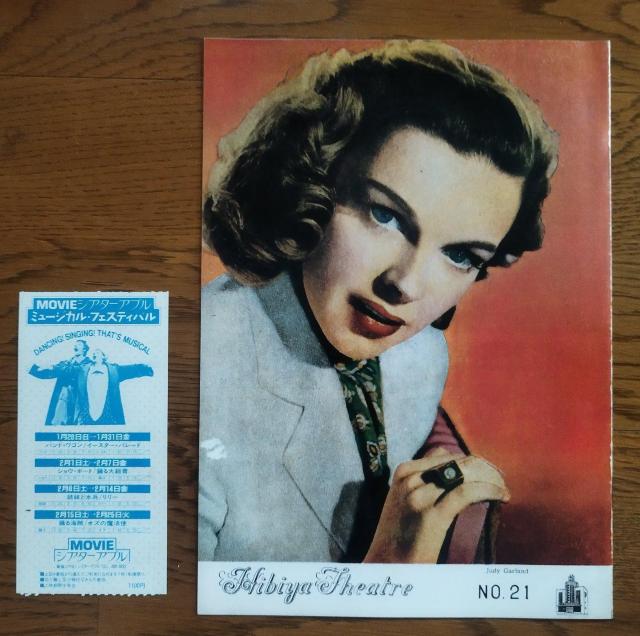 MOVIEシアターアプル
ミュージカル・フェスティバル
DANCING! SINGING! THAT'S MUSICAL
1月26日日→1月31日金
バンド・ワゴン/イースター・パレード
2月1日土→2月7日金
ショウ・ボート/踊る大紐育
2月8日土→2月14日金
錨を上げて
2月15日土→2月25日火
踊る海賊/オズの魔法使
MOVIE
シアターアプル
1100円
Judy Garland
Hibiya Theatre
NO. 21